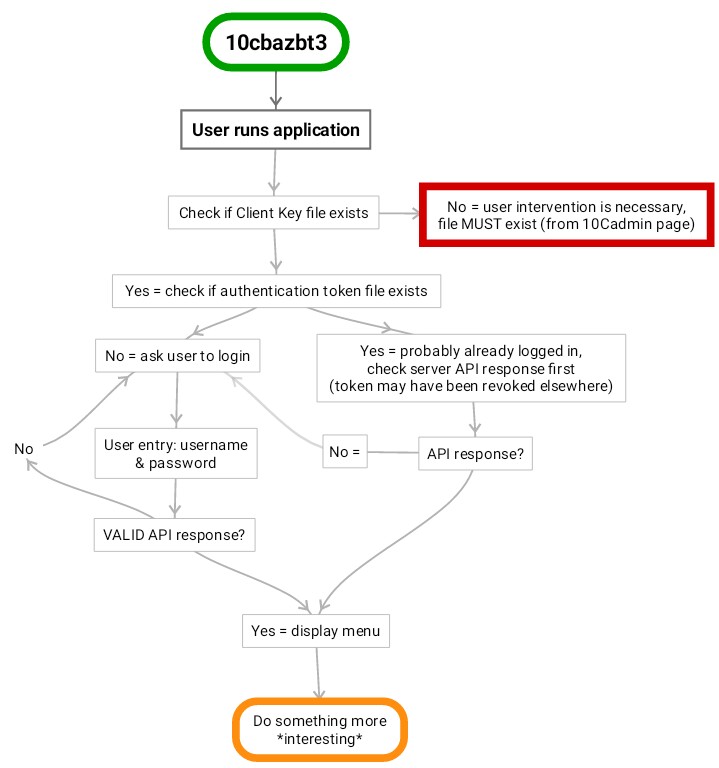 10cbazbt3
User runs application
Check if Client Key file exists
No = user intervention is necessary,
file MUST exist (from 10Cadmin page)
Yes = check if authentication token file exists
No = ask user to login
Yes = probably already logged in,
check server API response first
(token may have been revoked elsewhere)
No
User entry: username
& password
No =
API response?
VALID API response?
Yes = display menu
Do something more
*interesting*